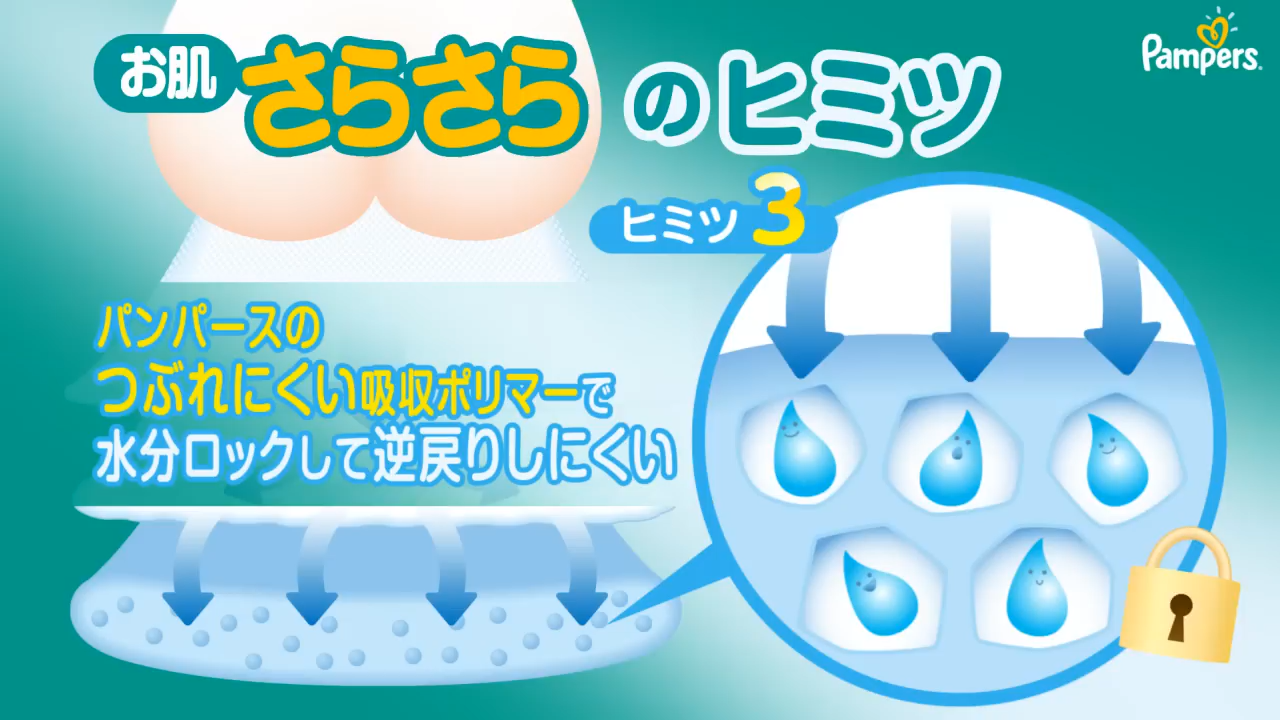 お肌 さらさら のヒミツ
Pampers.
ヒミツ 3
パンパースの
つぶれにくい吸収ポリマーで
水分ロックして逆戻りしにくい